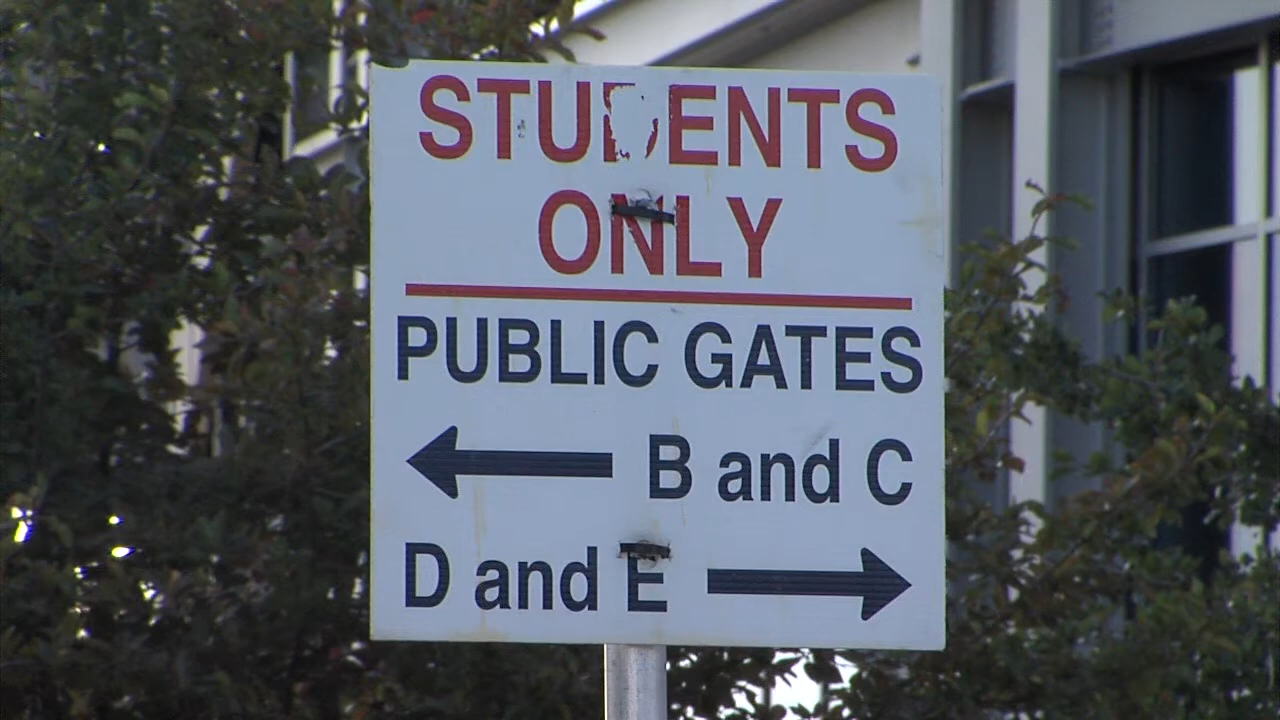 STUDENTS
ONLY
PUBLIC GATES
B and C
D and E